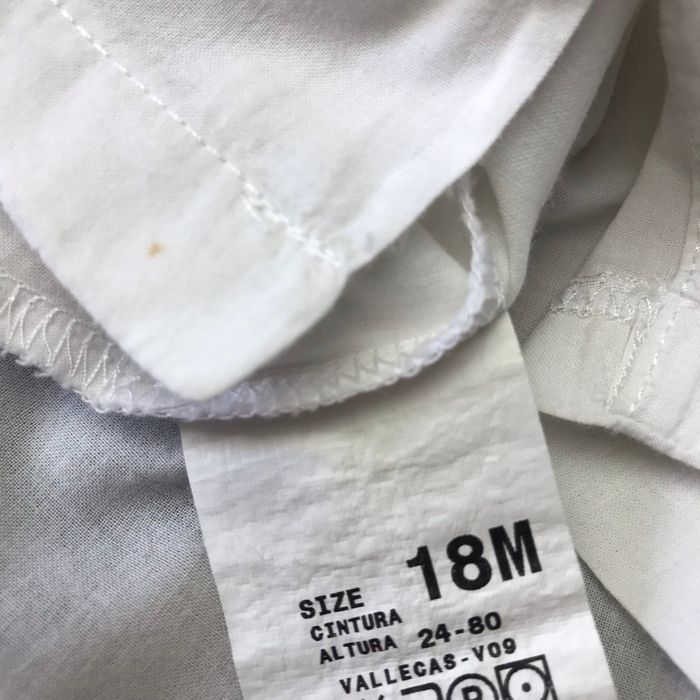 SIZE 18M
CINTURA
ALTURA 24-80
VALLECAS-V09
P